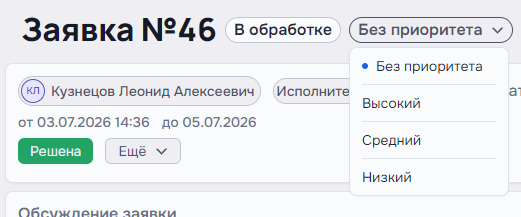 Заявка №46 В обработке Без приоритета
Без приоритета
Высокий
Средний
Низкий
КЛ Кузнецов Леонид Алексеевич
от 03.07.2026 14:36 до 05.07.2026
Решена Ещё
Обсуждение заявки